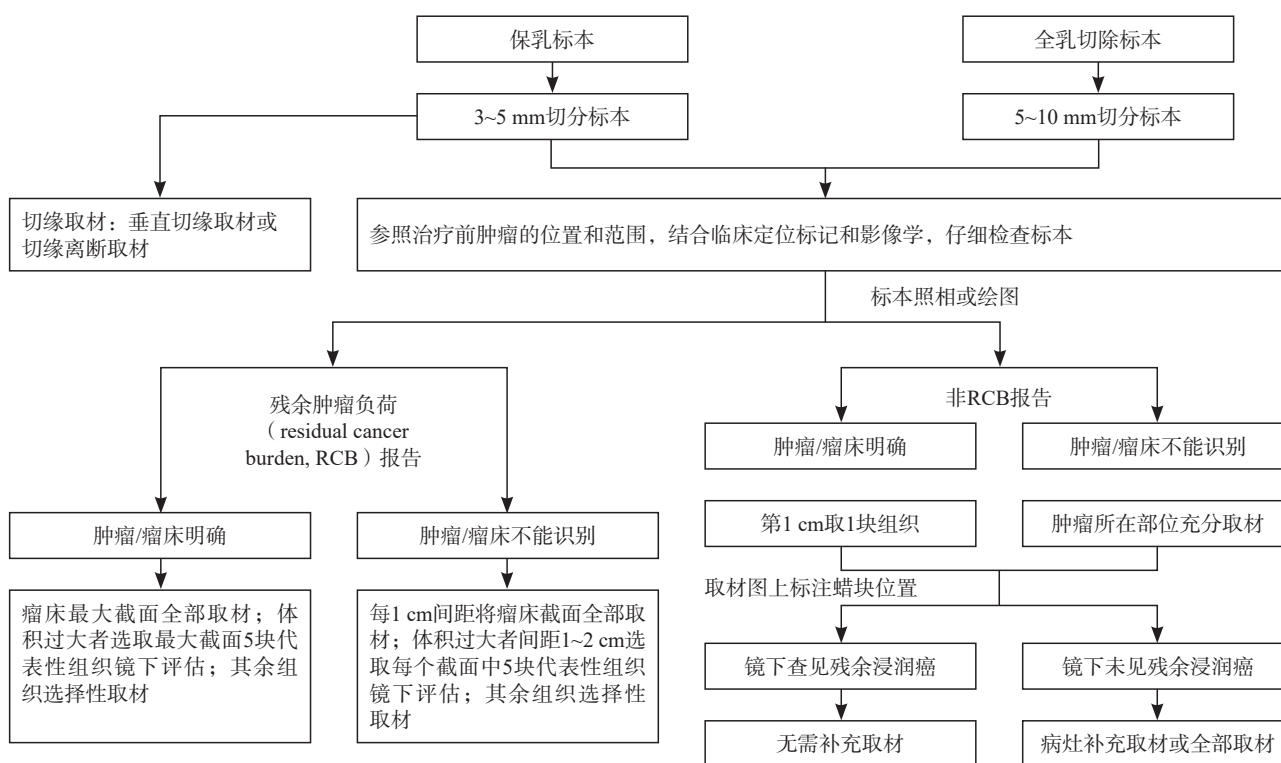 保乳标本
全乳切除标本
3~5 mm切分标本
5~10 mm切分标本
切缘取材：垂直切缘取材或
切缘离断取材
参照治疗前肿瘤的位置和范围，结合临床定位标记和影像学，仔细检查标本
标本照相或绘图
残余肿瘤负荷
（residual cancer
burden, RCB）报告
非RCB报告
肿瘤/瘤床明确
肿瘤/瘤床不能识别
第1 cm取1块组织
肿瘤所在部位充分取材
肿瘤/瘤床明确
肿瘤/瘤床不能识别
取材图上标注蜡块位置
瘤床最大截面全部取材；体
积过大者选取最大截面5块代
表性组织镜下评估；其余组
织选择性取材
每1 cm间距将瘤床截面全部取
材；体积过大者间距1~2 cm选
取每个截面中5块代表性组织
镜下评估；其余组织选择性
取材
镜下查见残余浸润癌
镜下未见残余浸润癌
无需补充取材
病灶补充取材或全部取材